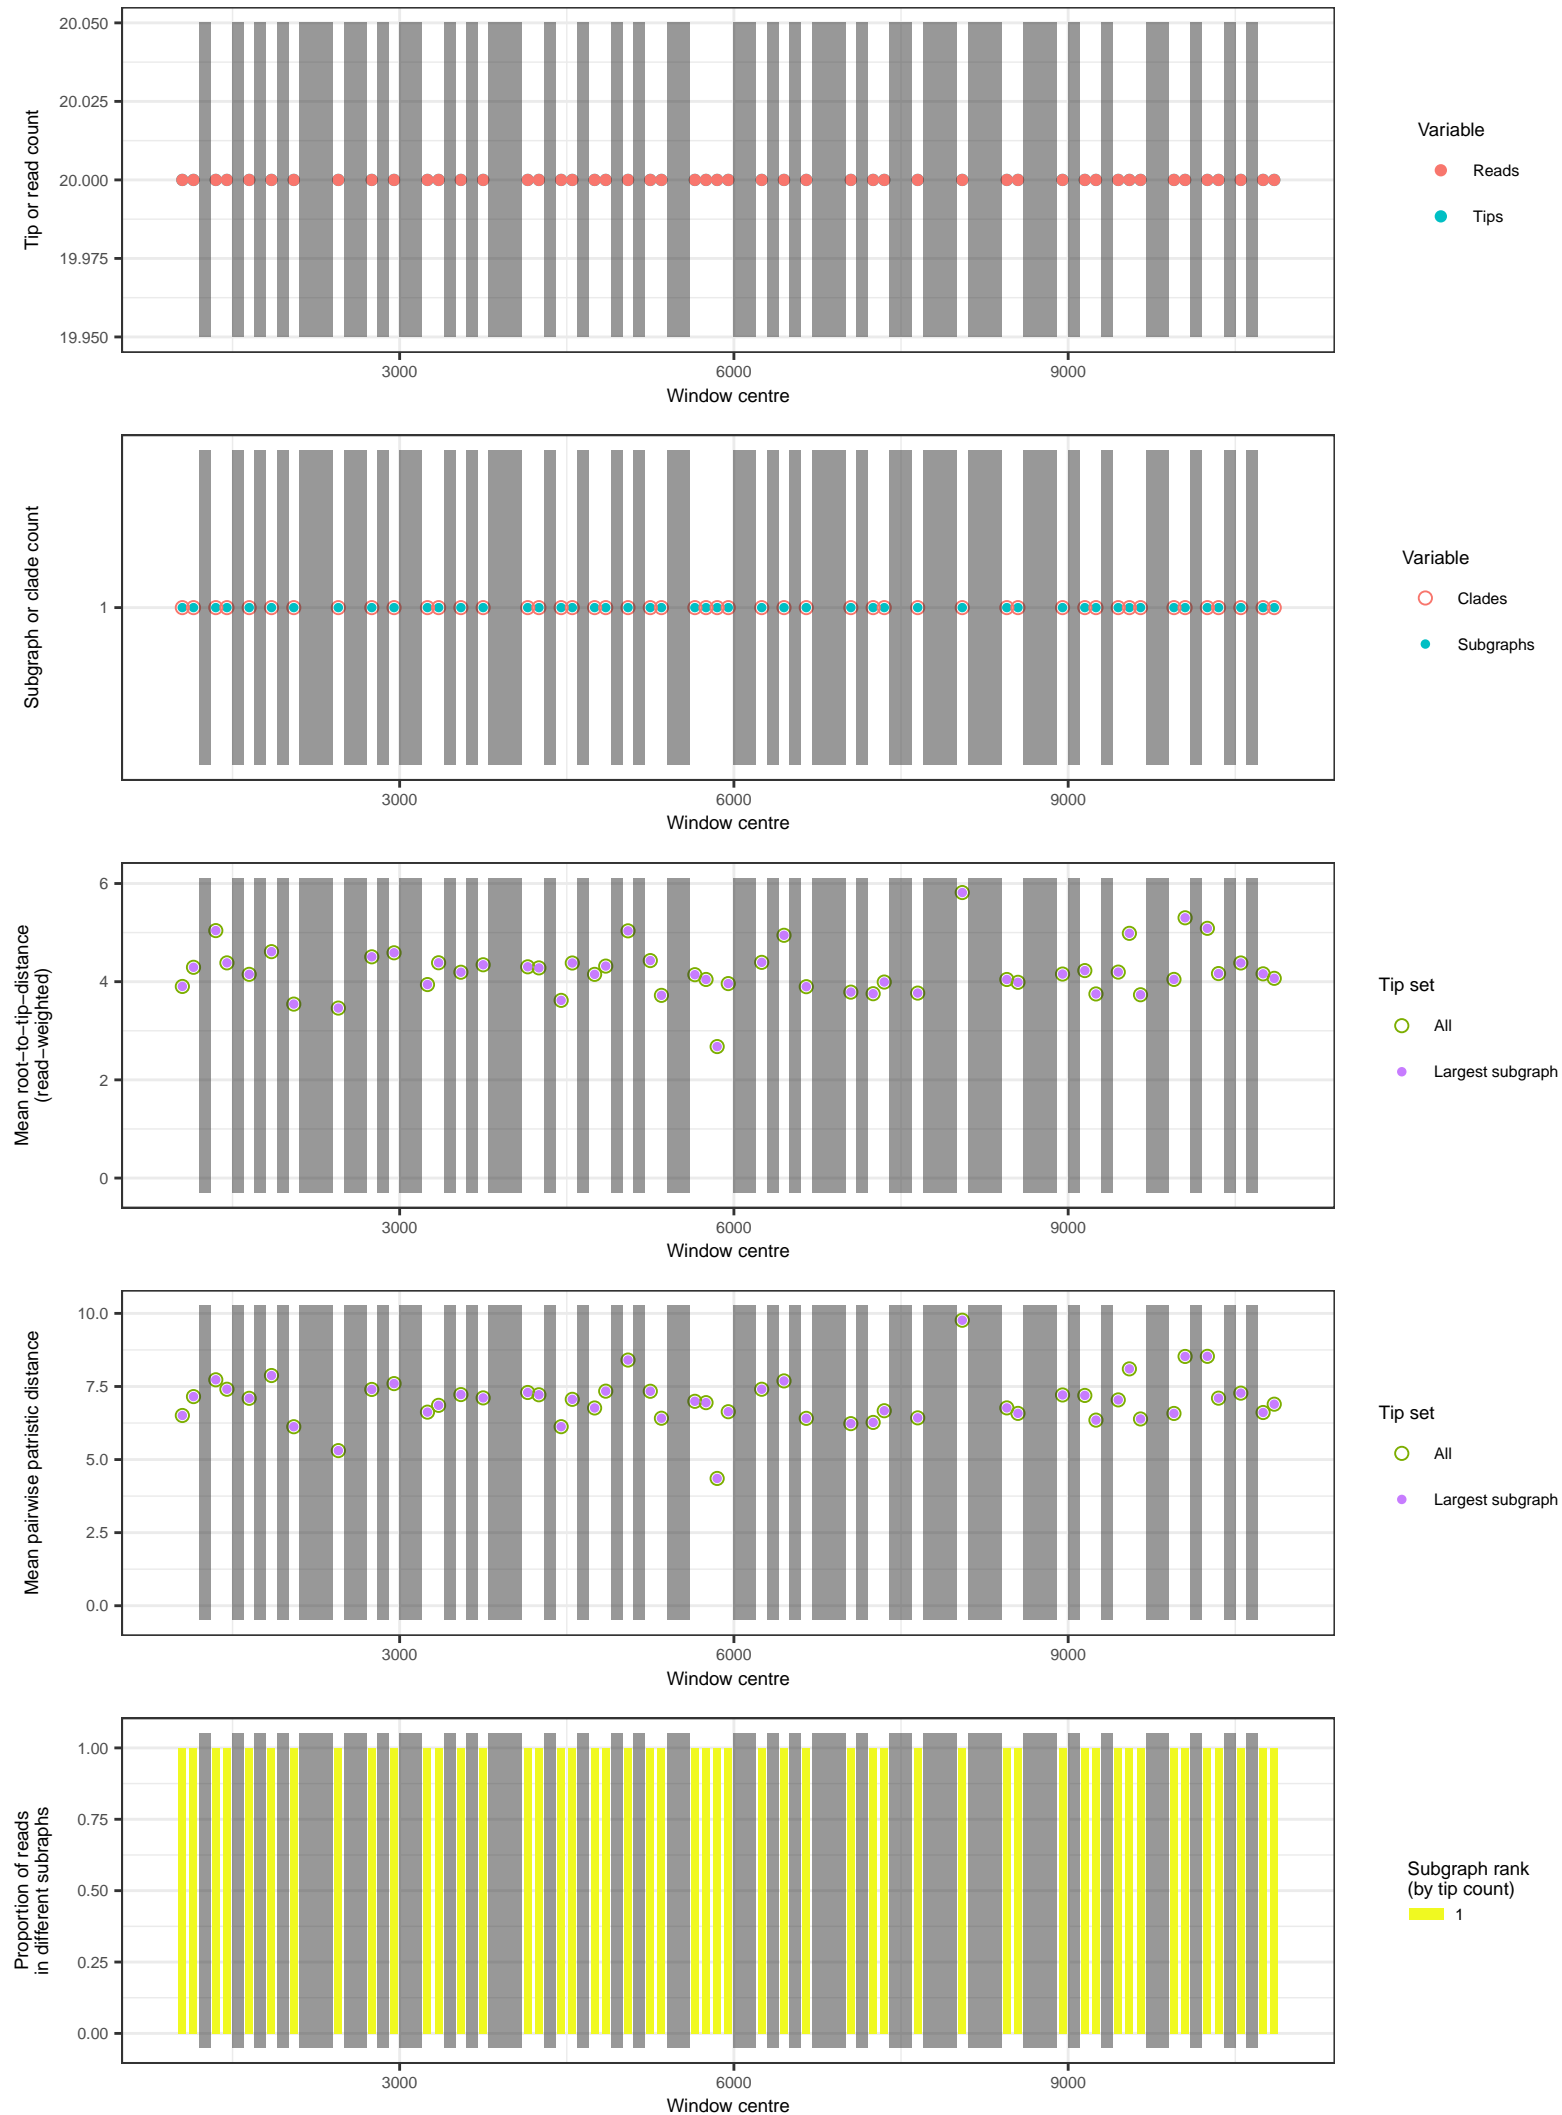 20.050
20.025
20.000
19.975
19.950
Tip or read count
3000
6000
9000
Window centre
Variable
Reads
Tips
1
Subgraph or clade count
3000
6000
9000
Window centre
Variable
Clades
Subgraphs
6
4
2
0
Mean root−to−tip−distance
(read−weighted)
3000
6000
9000
Window centre
Tip set
All
Largest subgraph
10.0
7.5
5.0
2.5
0.0
Mean pairwise patristic distance
3000
6000
9000
Window centre
Tip set
All
Largest subgraph
1.00
0.75
0.50
0.25
0.00
Proportion of reads
in different subraphs
3000
6000
9000
Window centre
Subgraph rank
(by tip count)
1